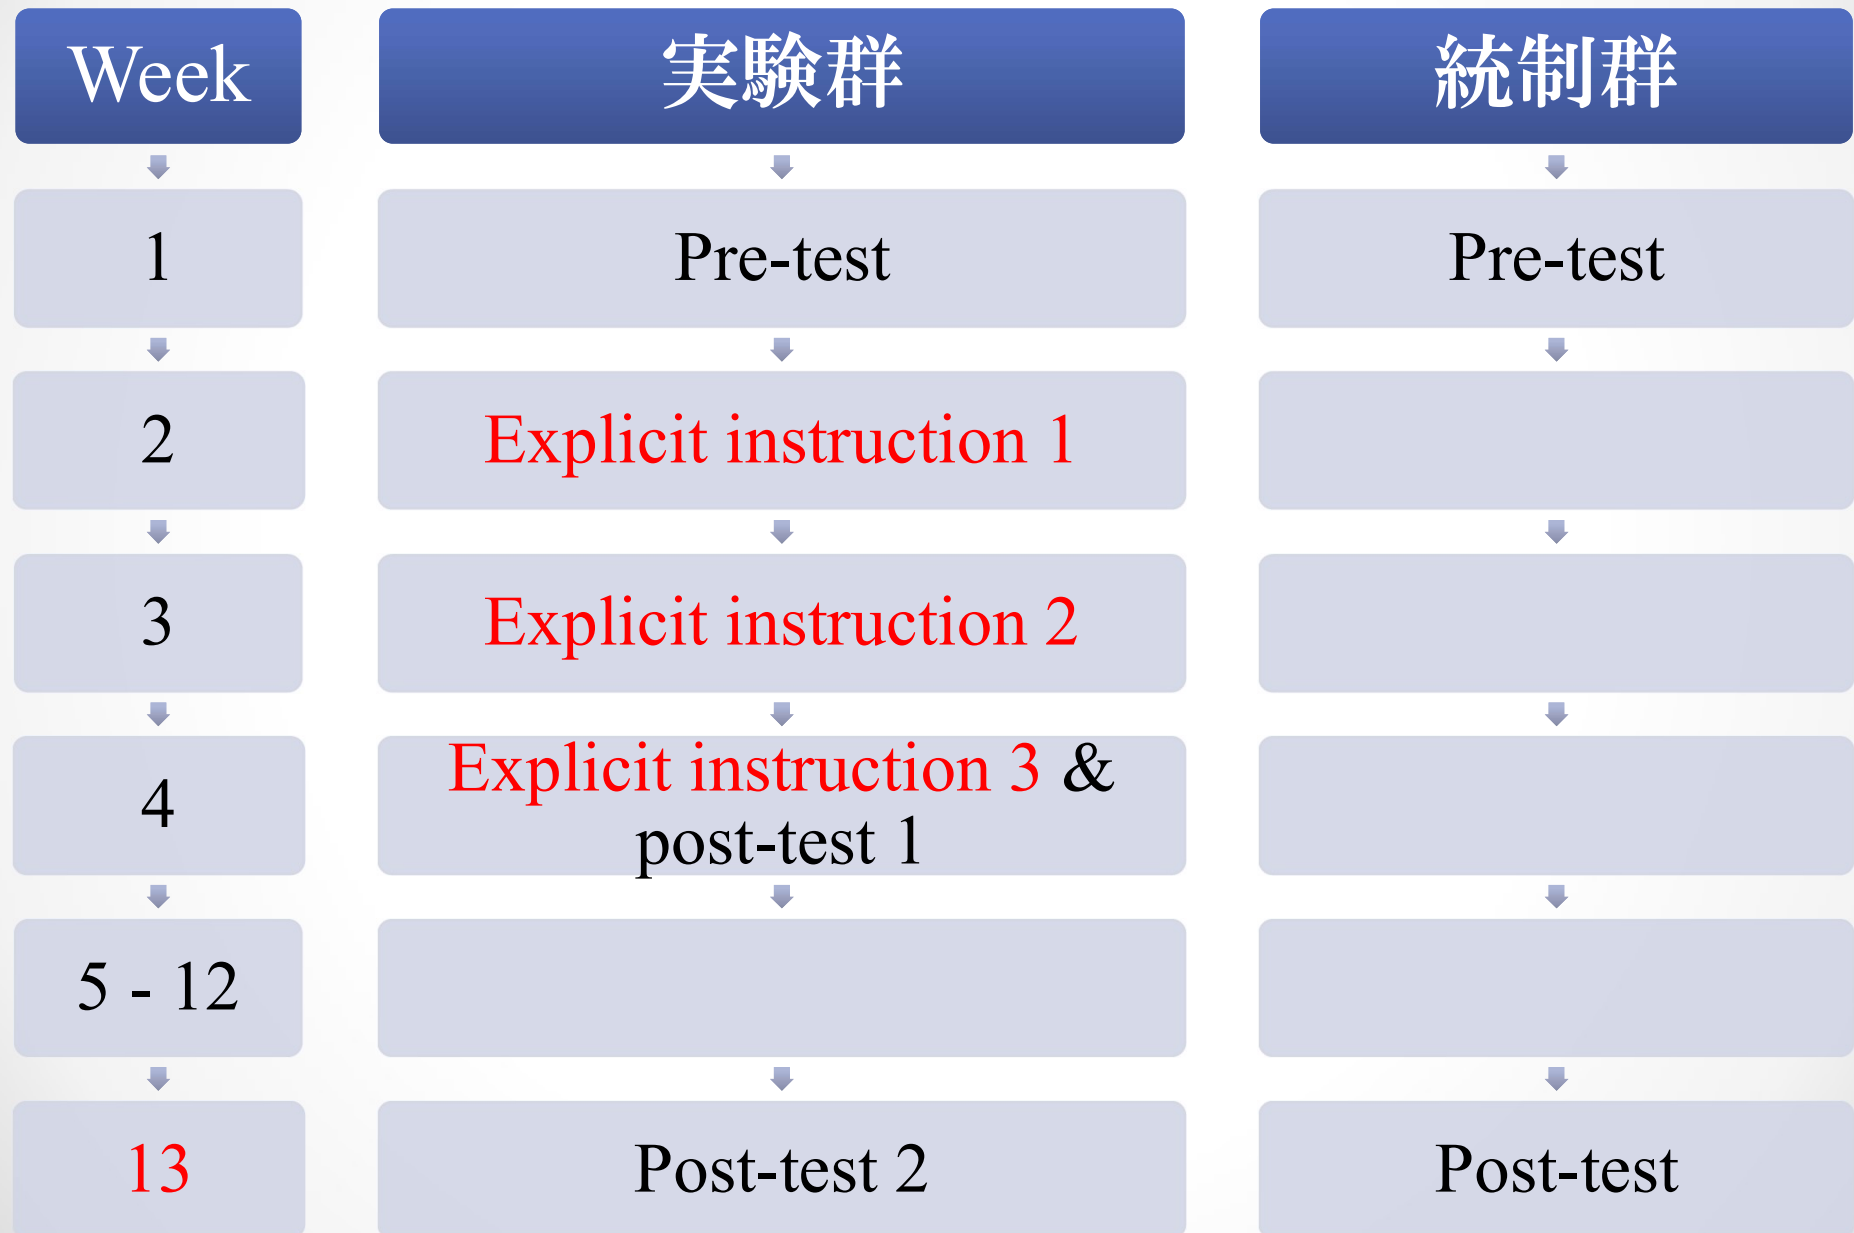 Week
実験群
統制群
1
Pre-test
Pre-test
2
Explicit instruction 1
3
Explicit instruction 2
4
Explicit instruction 3 &
post-test 1
5 - 12
13
Post-test 2
Post-test